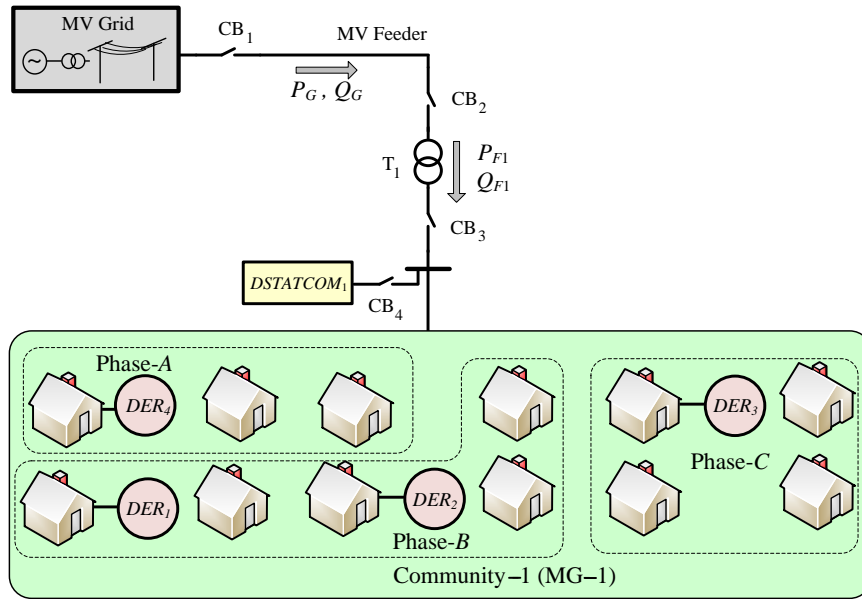 MV Grid
CB1
MV Feeder
PG , QG
CB2
T1
PF1
QF1
CB3
DSTATCOM1
CB4
Phase-A
DER4
DER3
Phase-C
DER1
DER2
Phase-B
Community–1 (MG–1)